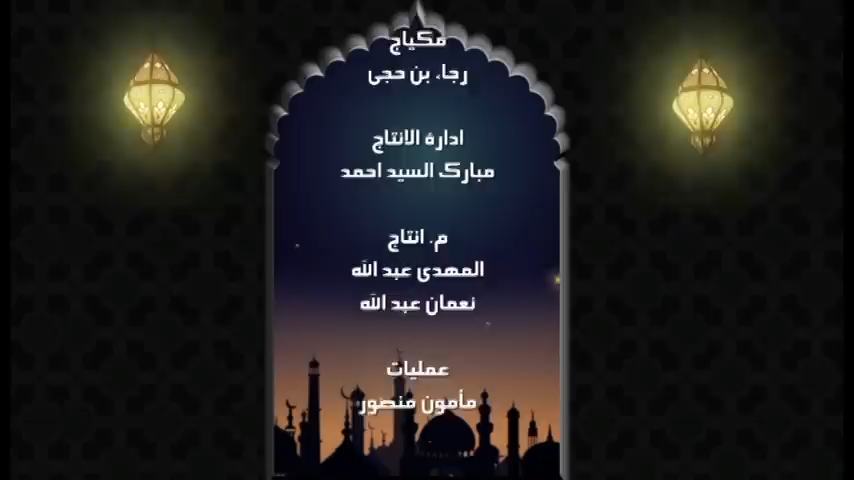 مكياج
رجاء بن حجى
ادارة الانتاج
مبارك السيد احمد
م. انتاج
المهدى عبد الله
نعمان عبد الله
عمليات
مأمون منصور